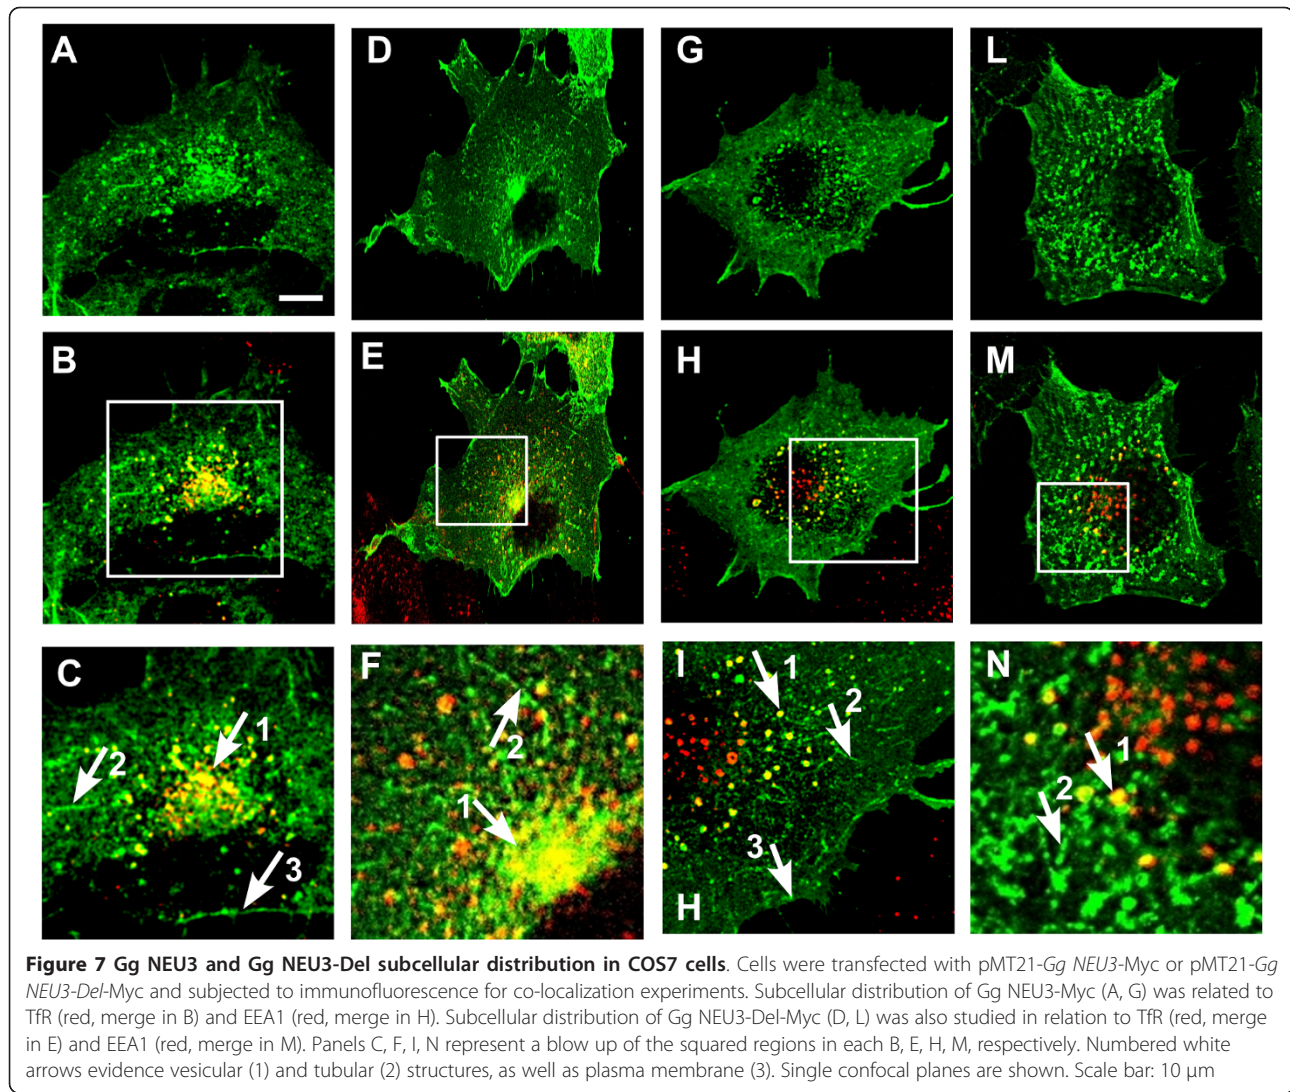 A
D
G
L
B
E
H
M
C
1
2
3
F
2
1
I
1
2
3
H
N
1
2
Figure 7 Gg NEU3 and Gg NEU3-Del subcellular distribution in COS7 cells. Cells were transfected with pMT21-Gg NEU3-Myc or pMT21-Gg
NEU3-Del-Myc and subjected to immunofluorescence for co-localization experiments. Subcellular distribution of Gg NEU3-Myc (A, G) was related to
TfR (red, merge in B) and EEA1 (red, merge in H). Subcellular distribution of Gg NEU3-Del-Myc (D, L) was also studied in relation to TfR (red, merge
in E) and EEA1 (red, merge in M). Panels C, F, I, N represent a blow up of the squared regions in each B, E, H, M, respectively. Numbered white
arrows evidence vesicular (1) and tubular (2) structures, as well as plasma membrane (3). Single confocal planes are shown. Scale bar: 10 μm